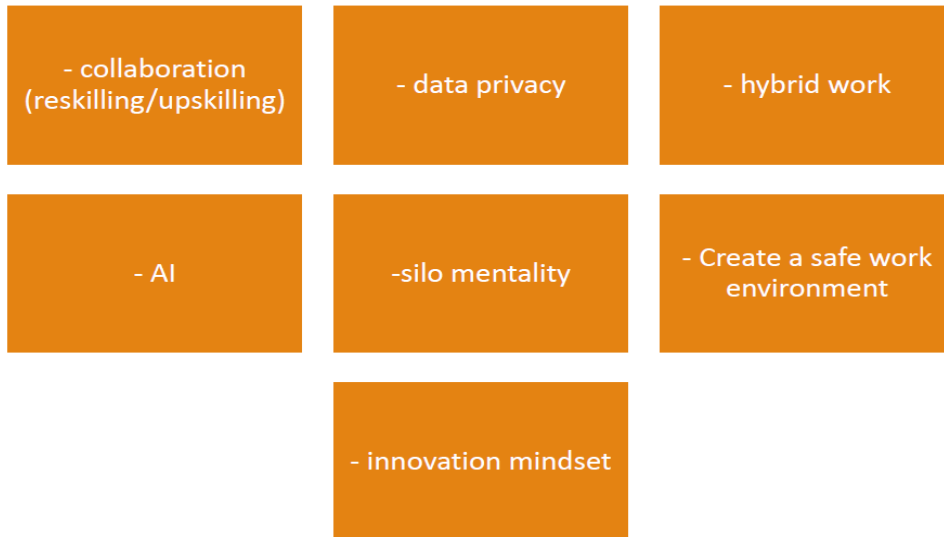 - collaboration
(reskilling/upskilling)
- data privacy
- hybrid work
- AI
-silo mentality
- Create a safe work
environment
- innovation mindset